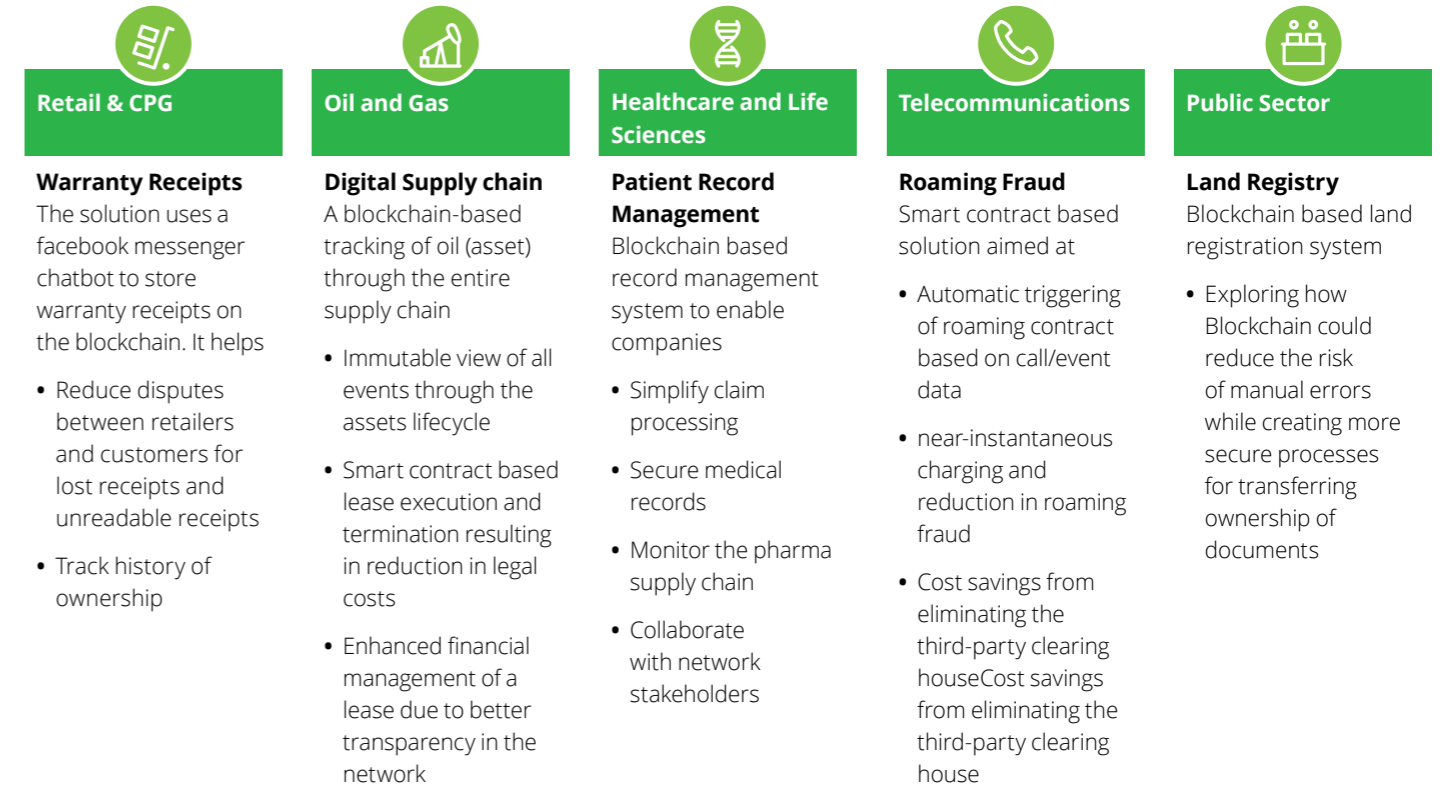 Retail & CPG
Warranty Receipts
The solution uses a
facebook messenger
chatbot to store
warranty receipts on
the blockchain. It helps
• Reduce disputes
between retailers
and customers for
lost receipts and
unreadable receipts
• Track history of
ownership
Oil and Gas
Digital Supply chain
A blockchain-based
tracking of oil (asset)
through the entire
supply chain
• Immutable view of all
events through the
assets lifecycle
• Smart contract based
lease execution and
termination resulting
in reduction in legal
costs
• Enhanced financial
management of a
lease due to better
transparency in the
network
Healthcare and Life
Sciences
Patient Record
Management
Blockchain based
record management
system to enable
companies
• Simplify claim
processing
• Secure medical
records
• Monitor the pharma
supply chain
• Collaborate
with network
stakeholders
Telecommunications
Roaming Fraud
Smart contract based
solution aimed at
• Automatic triggering
of roaming contract
based on call/event
data
• near-instantaneous
charging and
reduction in roaming
fraud
• Cost savings from
eliminating the
third-party clearing
houseCost savings
from eliminating the
third-party clearing
house
Public Sector
Land Registry
Blockchain based land
registration system
• Exploring how
Blockchain could
reduce the risk
of manual errors
while creating more
secure processes
for transferring
ownership of
documents